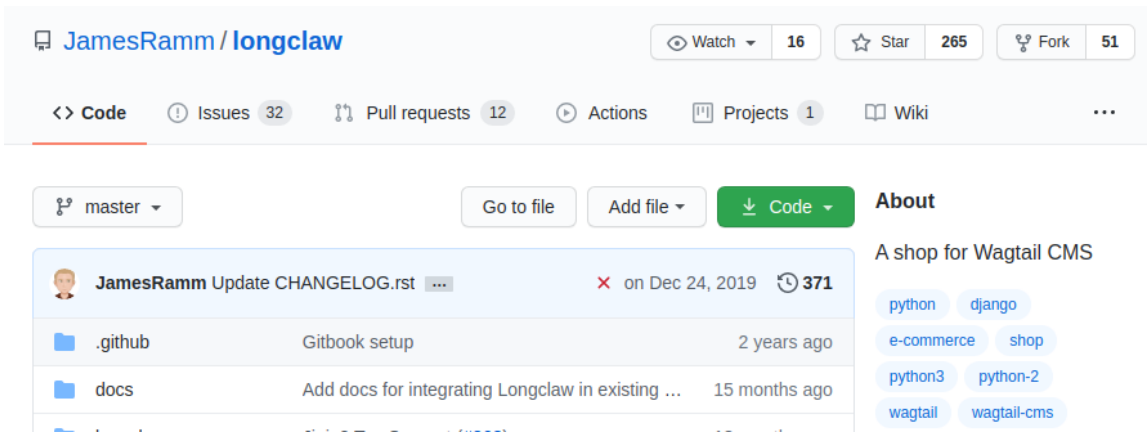 JamesRamm / longclaw
Watch 16 Star 265 Fork 51
Code Issues 32 Pull requests 12 Actions Projects 1 Wiki ...
master Go to file Add file Code
About
A shop for Wagtail CMS
JamesRamm Update CHANGELOG.rst ... on Dec 24, 2019 371
python django
.github Gitbook setup 2 years ago
e-commerce shop
python3 python-2
docs Add docs for integrating Longclaw in existing ... 15 months ago
wagtail wagtail-cms